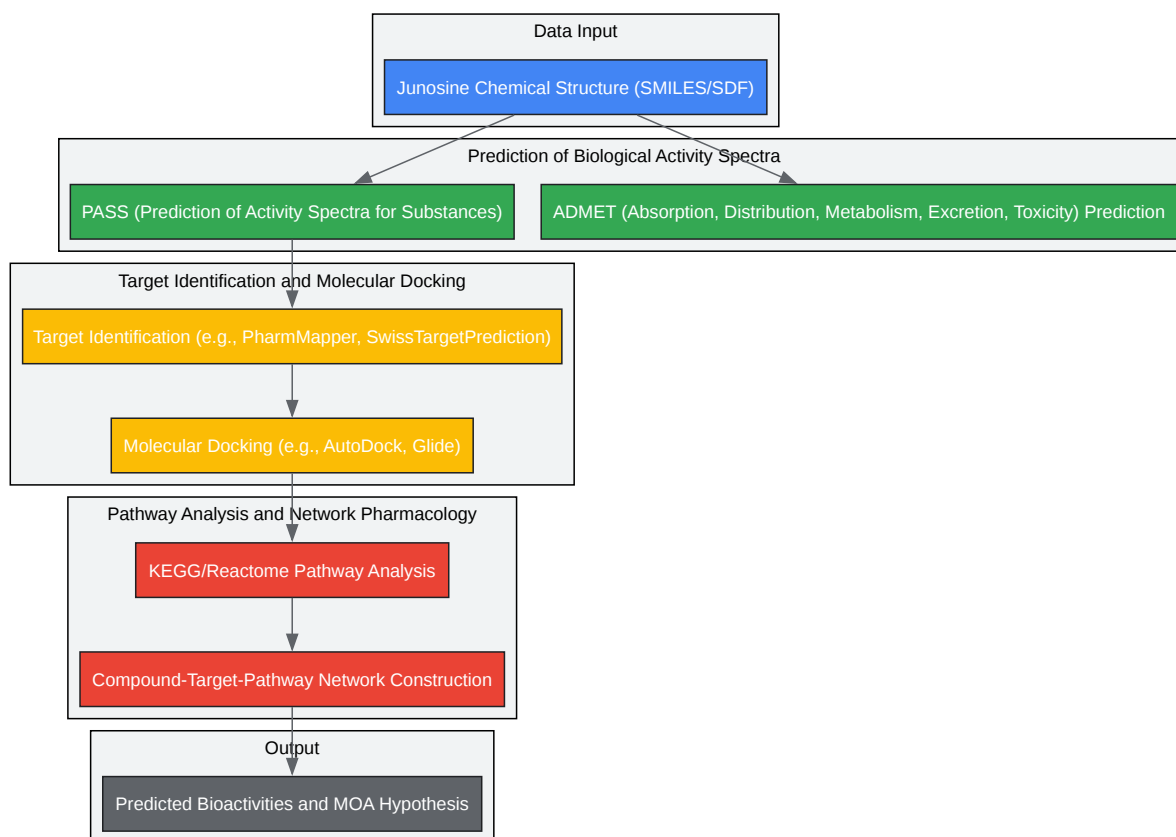 Data Input
Junosine Chemical Structure (SMILES/SDF)
Prediction of Biological Activity Spectra
PASS (Prediction of Activity Spectra for Substances)
ADMET (Absorption, Distribution, Metabolism, Excretion, Toxicity) Prediction
Target Identification and Molecular Docking
Target Identification (e.g., PharmMapper, SwissTargetPrediction)
Molecular Docking (e.g., AutoDock, Glide)
Pathway Analysis and Network Pharmacology
KEGG/Reactome Pathway Analysis
Compound-Target-Pathway Network Construction
Output
Predicted Bioactivities and MOA Hypothesis